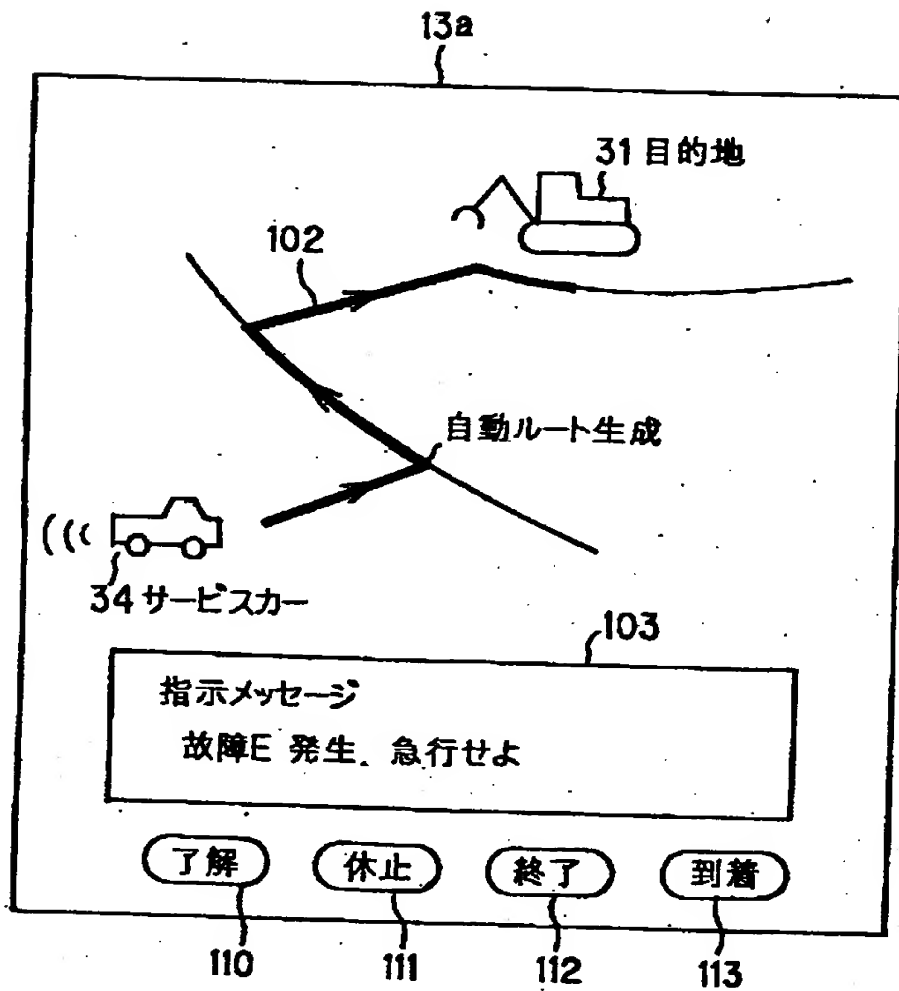 13a
31 目的地
102
自動ルート生成
34 サービスカー
103
指示メッセージ
故障E 発生、急行せよ
了解 休止 終了 到着
110 111 112 113